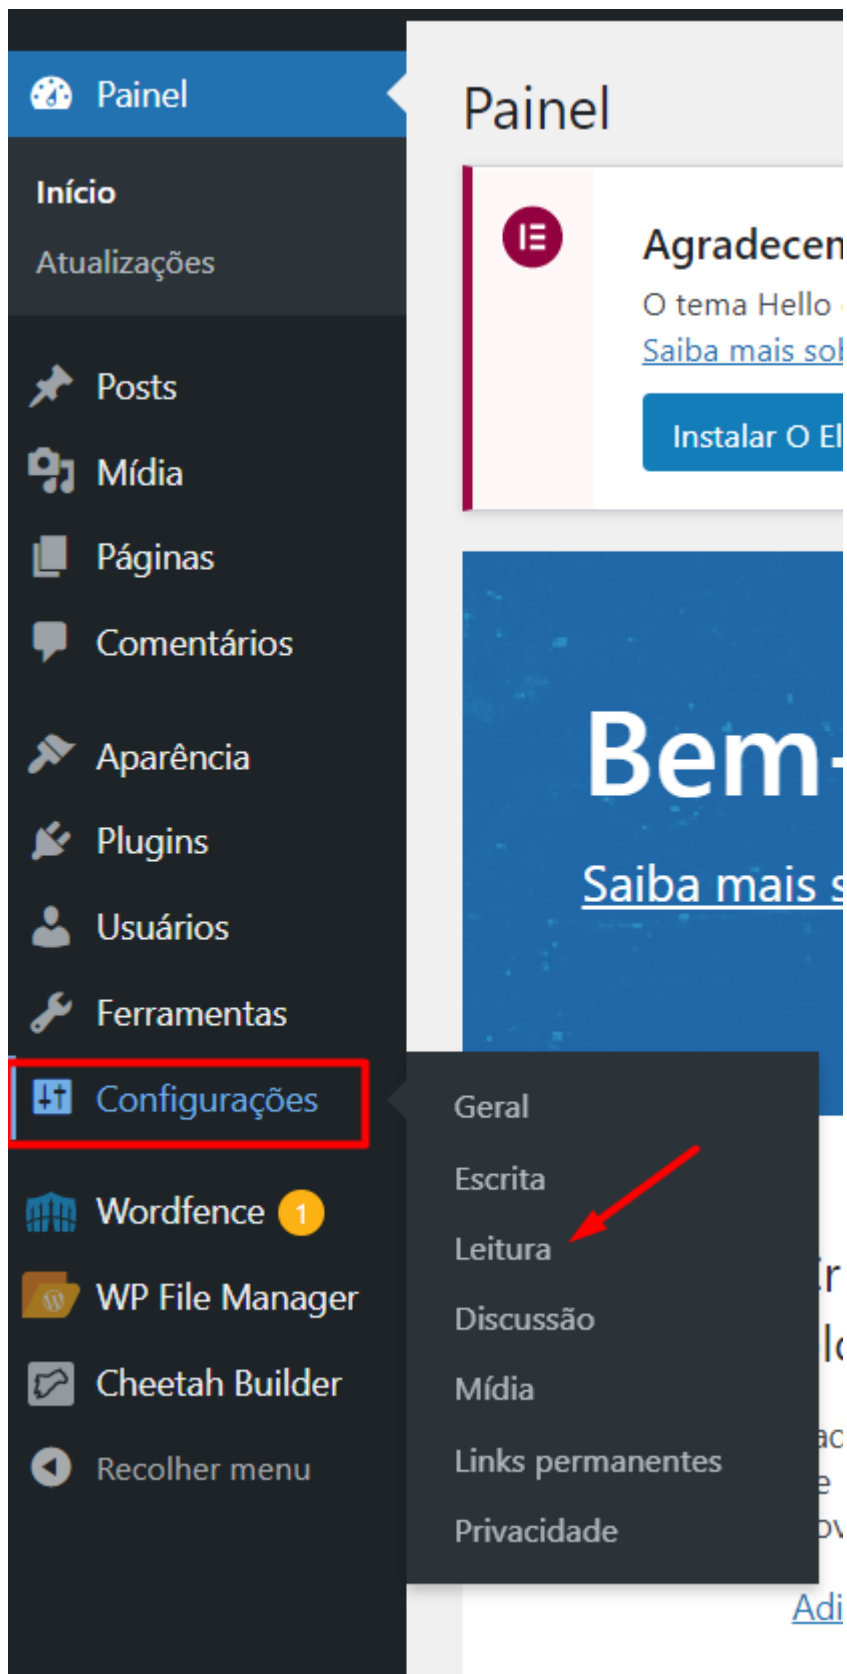 Painel
Início
Atualizações
Posts
Mídia
Páginas
Comentários
Aparência
Plugins
Usuários
Ferramentas
Configurações
Wordfence 1
WP File Manager
Cheetah Builder
Recolher menu
Painel
Agradecem
O tema Hello
Saiba mais sob
Instalar O El
Bem-
Saiba mais s
Geral
Escrita
Leitura
Discussão
Mídia
Links permanentes
Privacidade
Adi